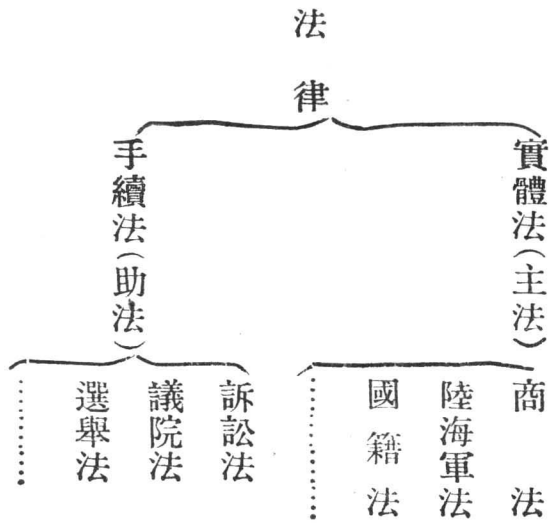 法律
實體法(主法)
商法
陸海軍法
國籍法
………
手續法(助法)
訴訟法
議院法
選舉法
………